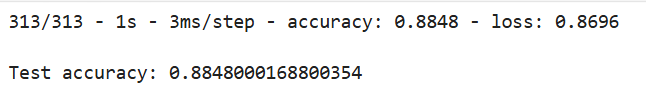 313/313 - 1s - 3ms/step - accuracy: 0.8848 - loss: 0.8696
Test accuracy: 0.8848000168800354